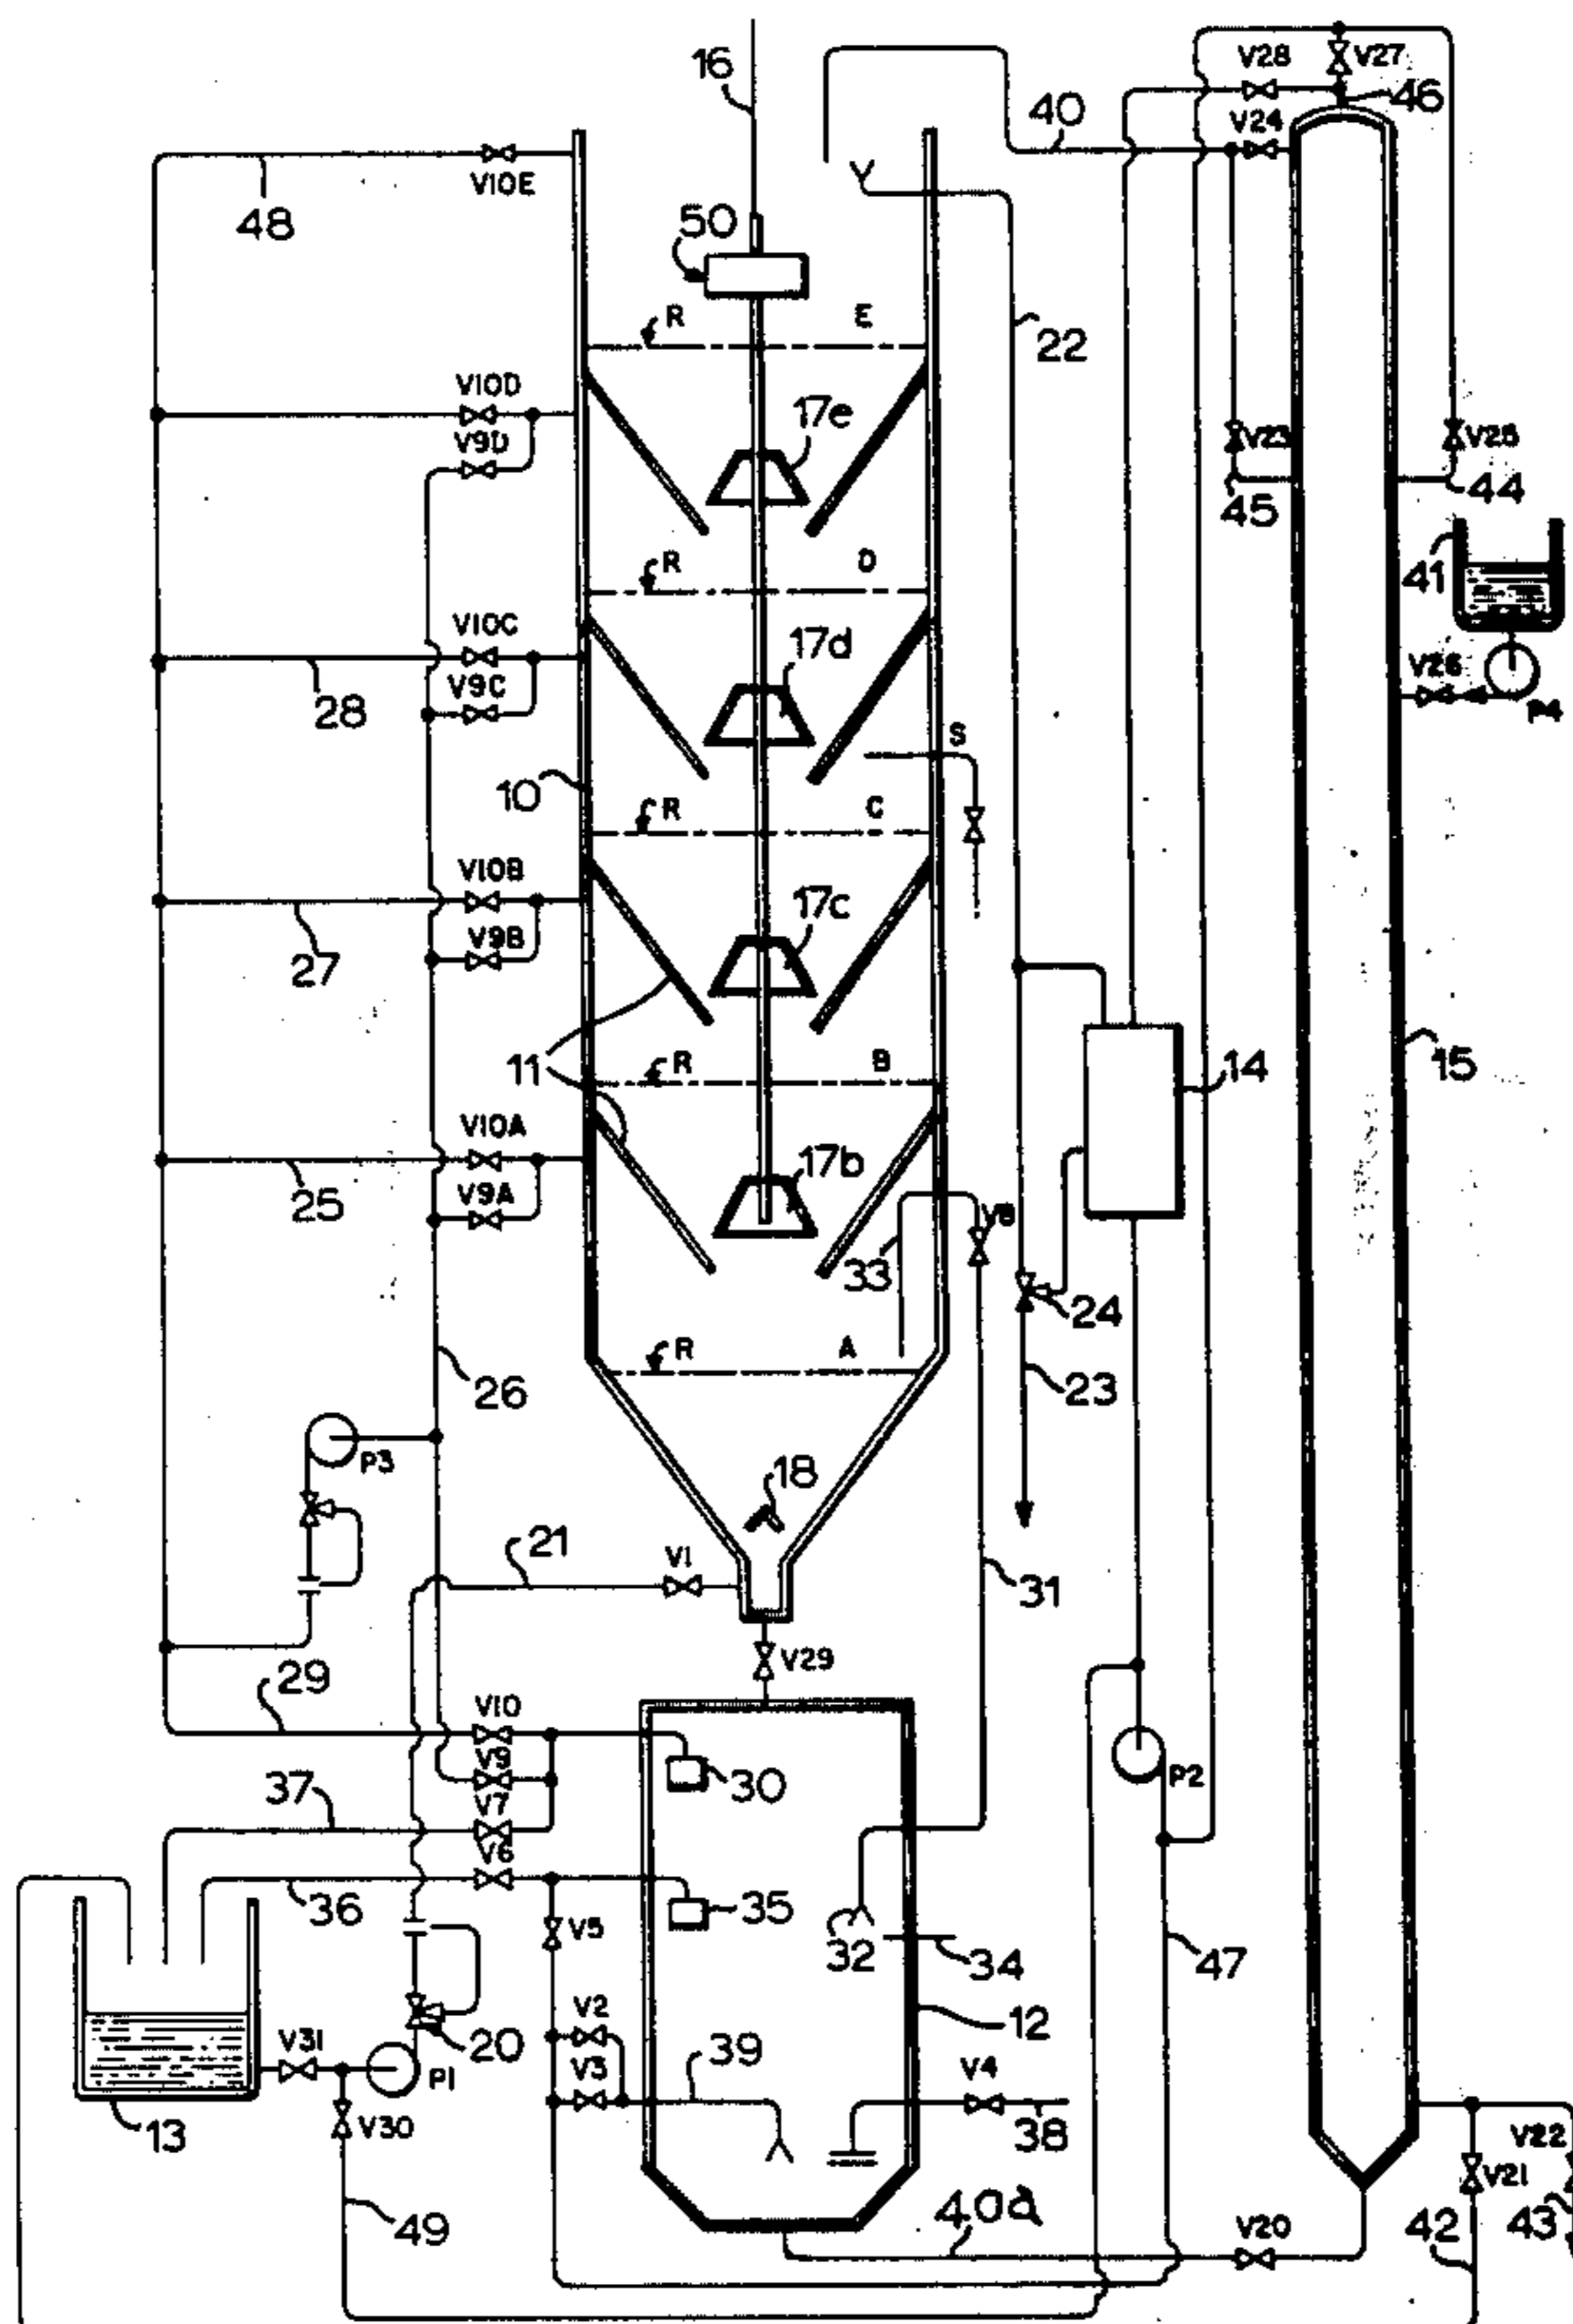 V28 V27
16
46
40
V24
V10E
48
50
R E
22
V10D
17e
V9D
V23 V25
45 44
41
R D
V10C
17d
V26
V9C
28
P4
S
10
R C
V10B
17c
V9B
27
11
R B
14
15
V10A
17b
V9A
25
V8
33
24
R A
26
23
P3
18
21 V1
31
V29
29
V10
V9
30
P2
37
V7
V6
36 35
V5
32 34
47
V2
12
V31
20
39
V3
V4
P1
13
V30
38
V22
V21
40a
49
V20
42 43